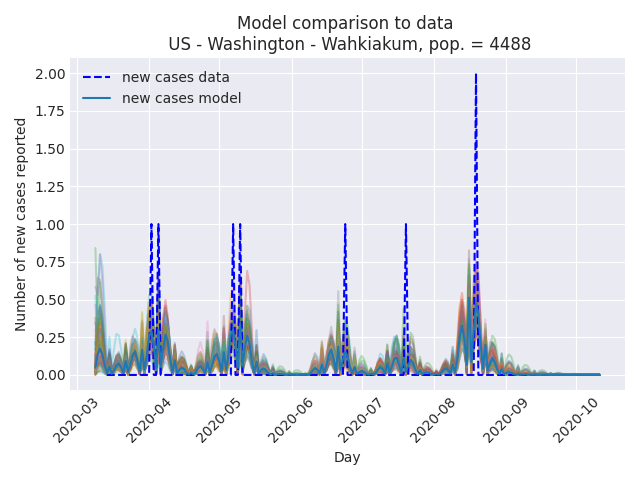 Model comparison to data
US - Washington - Wahkiakum, pop. = 4488
new cases data
new cases model
Number of new cases reported
2.00
1.75
1.50
1.25
1.00
0.75
0.50
0.25
0.00
2020-03
2020-04
2020-05
2020-06
2020-07
2020-08
2020-09
2020-10
Day